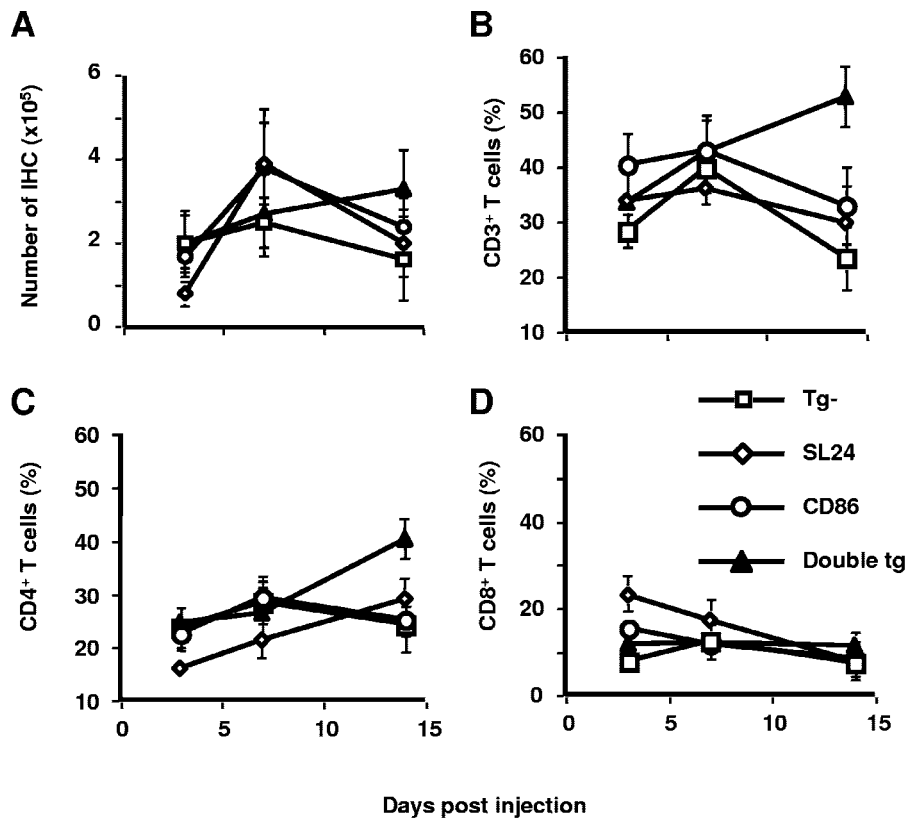 A
Number of IHC (x10⁵)
6
4
2
0
B
CD3⁺ T cells (%)
60
50
40
30
20
10
C
CD4⁺ T cells (%)
60
50
40
30
20
10
0
5
10
15
D
CD8⁺ T cells (%)
60
40
20
0
0
5
10
15
Tg-
SL24
CD86
Double tg
Days post injection